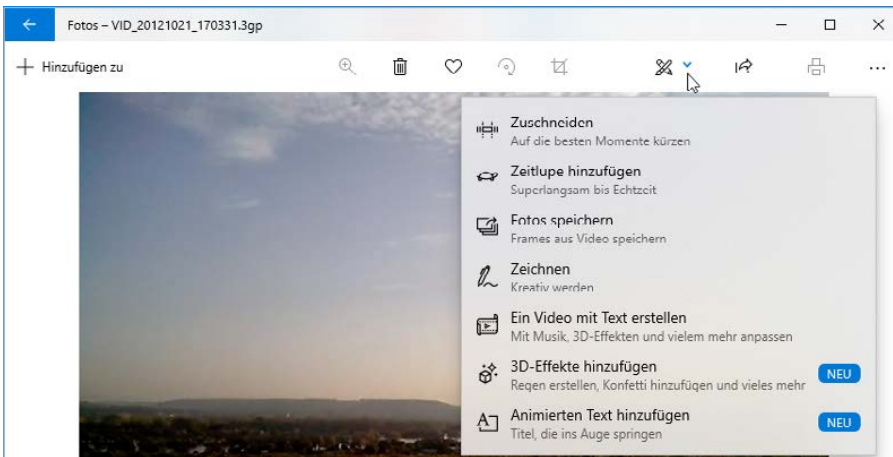 Fotos – VID_20121021_170331.3gp
Hinzufügen zu
Zuschneiden
Auf die besten Momente kürzen
Zeitlupe hinzufügen
Superlangsam bis Echtzeit
Fotos speichern
Frames aus Video speichern
Zeichnen
Kreativ werden
Ein Video mit Text erstellen
Mit Musik, 3D-Effekten und vielem mehr anpassen
3D-Effekte hinzufügen
Regen erstellen, Konfetti hinzufügen und vieles mehr
NEU
Animierten Text hinzufügen
Titel, die ins Auge springen
NEU